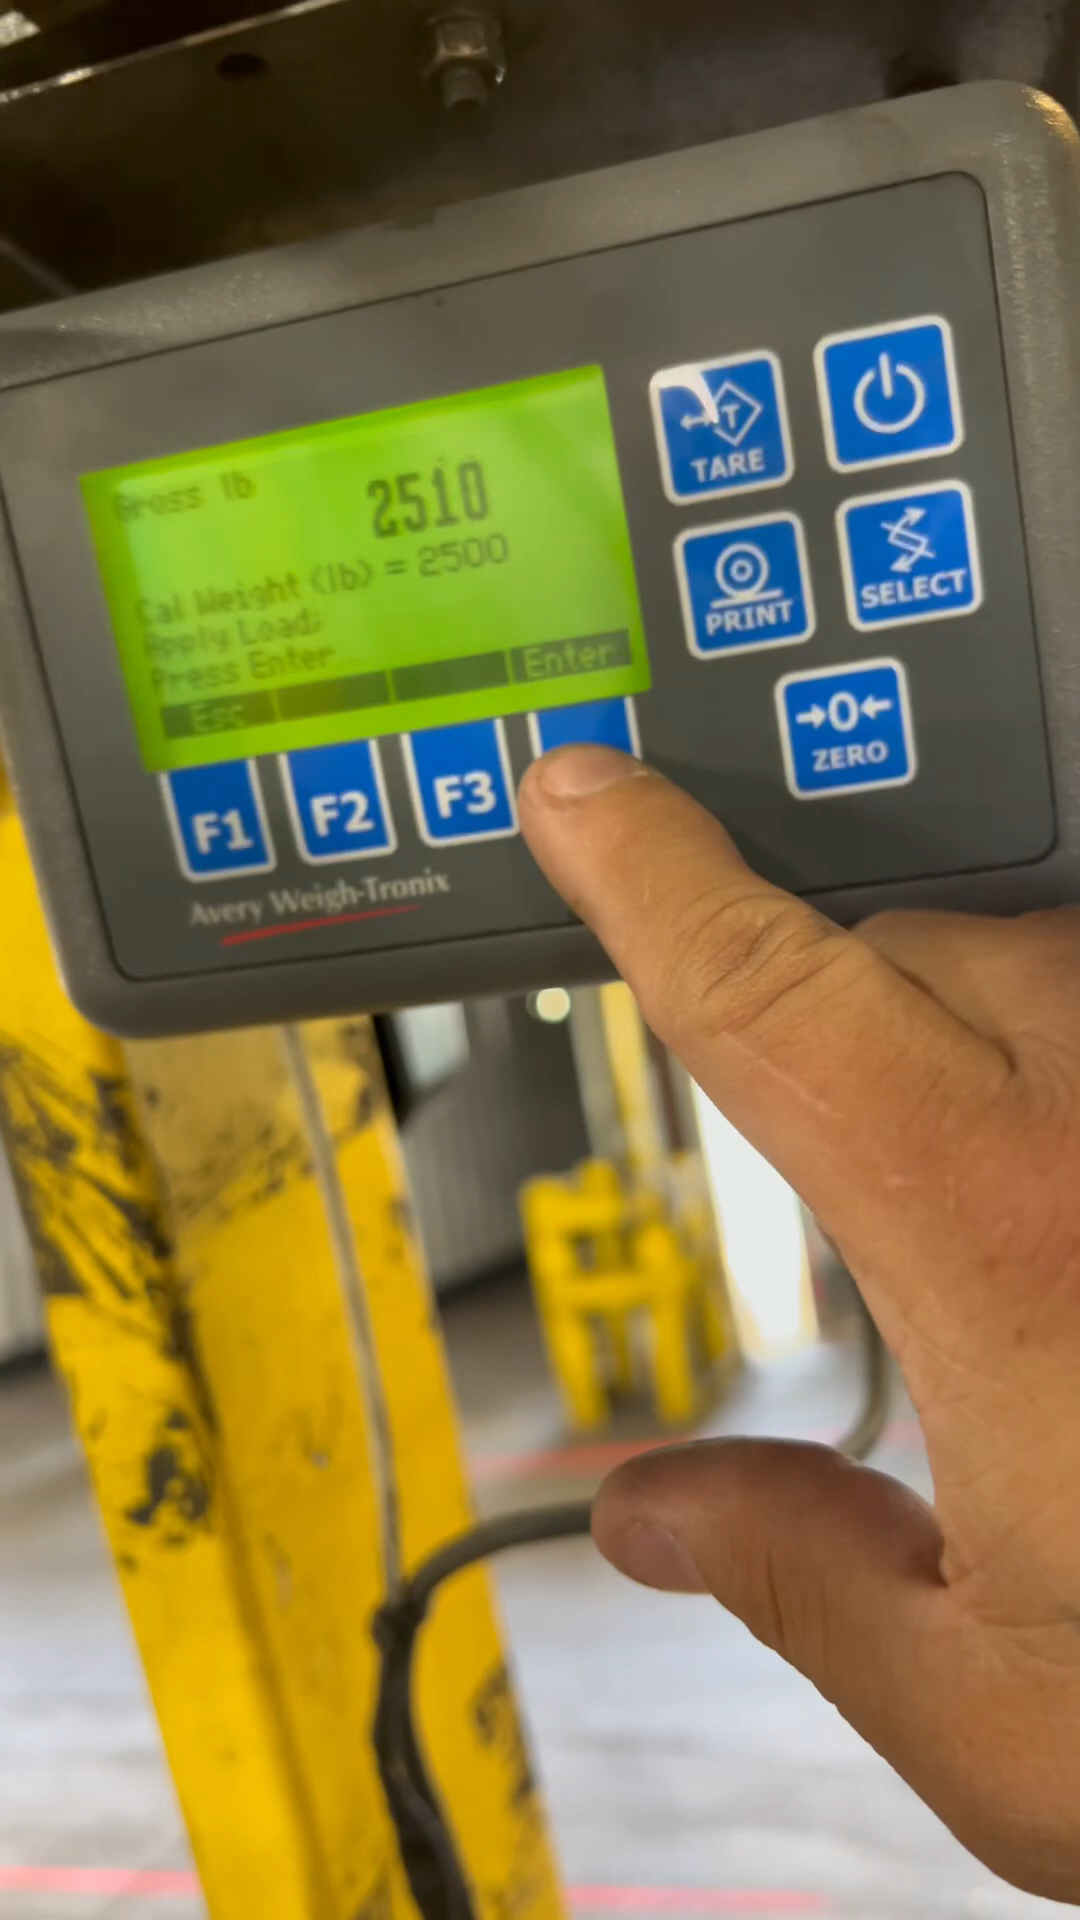 Gross lb
2510
Cal Weight (lb) = 2500
Apply Load;
Press Enter
Esc
Enter
F1
F2
F3
TARE
PRINT
SELECT
→0←
ZERO
T
Avery Weigh-Tronix